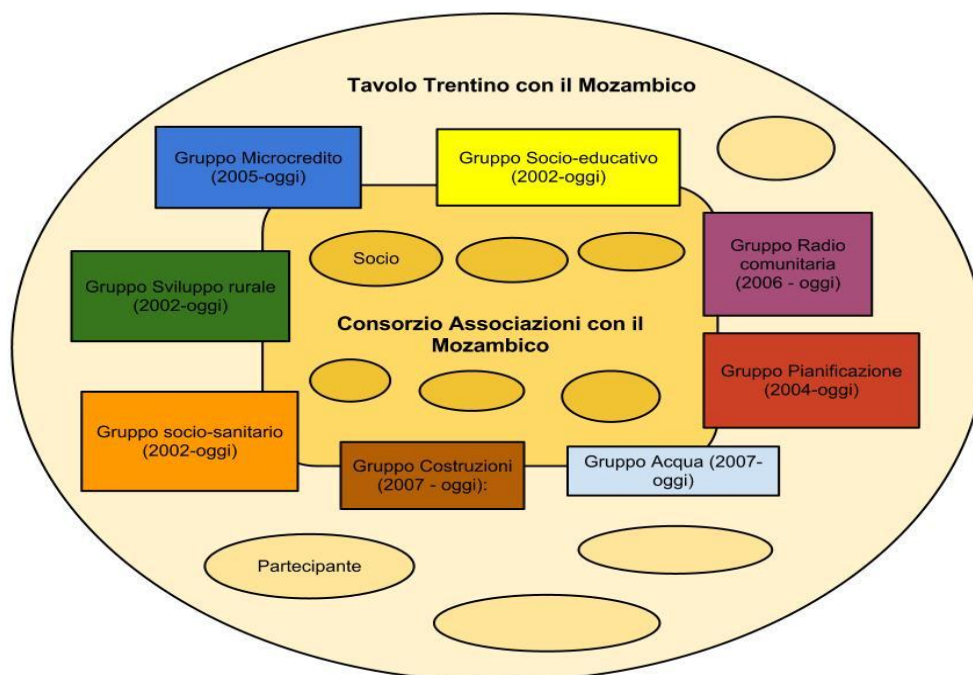 Tavolo Trentino con il Mozambico
Gruppo Microcredito
(2005-oggi)
Gruppo Socio-educativo
(2002-oggi)
Gruppo Radio
comunitaria
(2006 - oggi)
Socio
Gruppo Sviluppo rurale
(2002-oggi)
Consorzio Associazioni con il
Mozambico
Gruppo Pianificazione
(2004-oggi)
Gruppo socio-sanitario
(2002-oggi)
Gruppo Costruzioni
(2007 - oggi):
Gruppo Acqua (2007-
oggi)
Partecipante